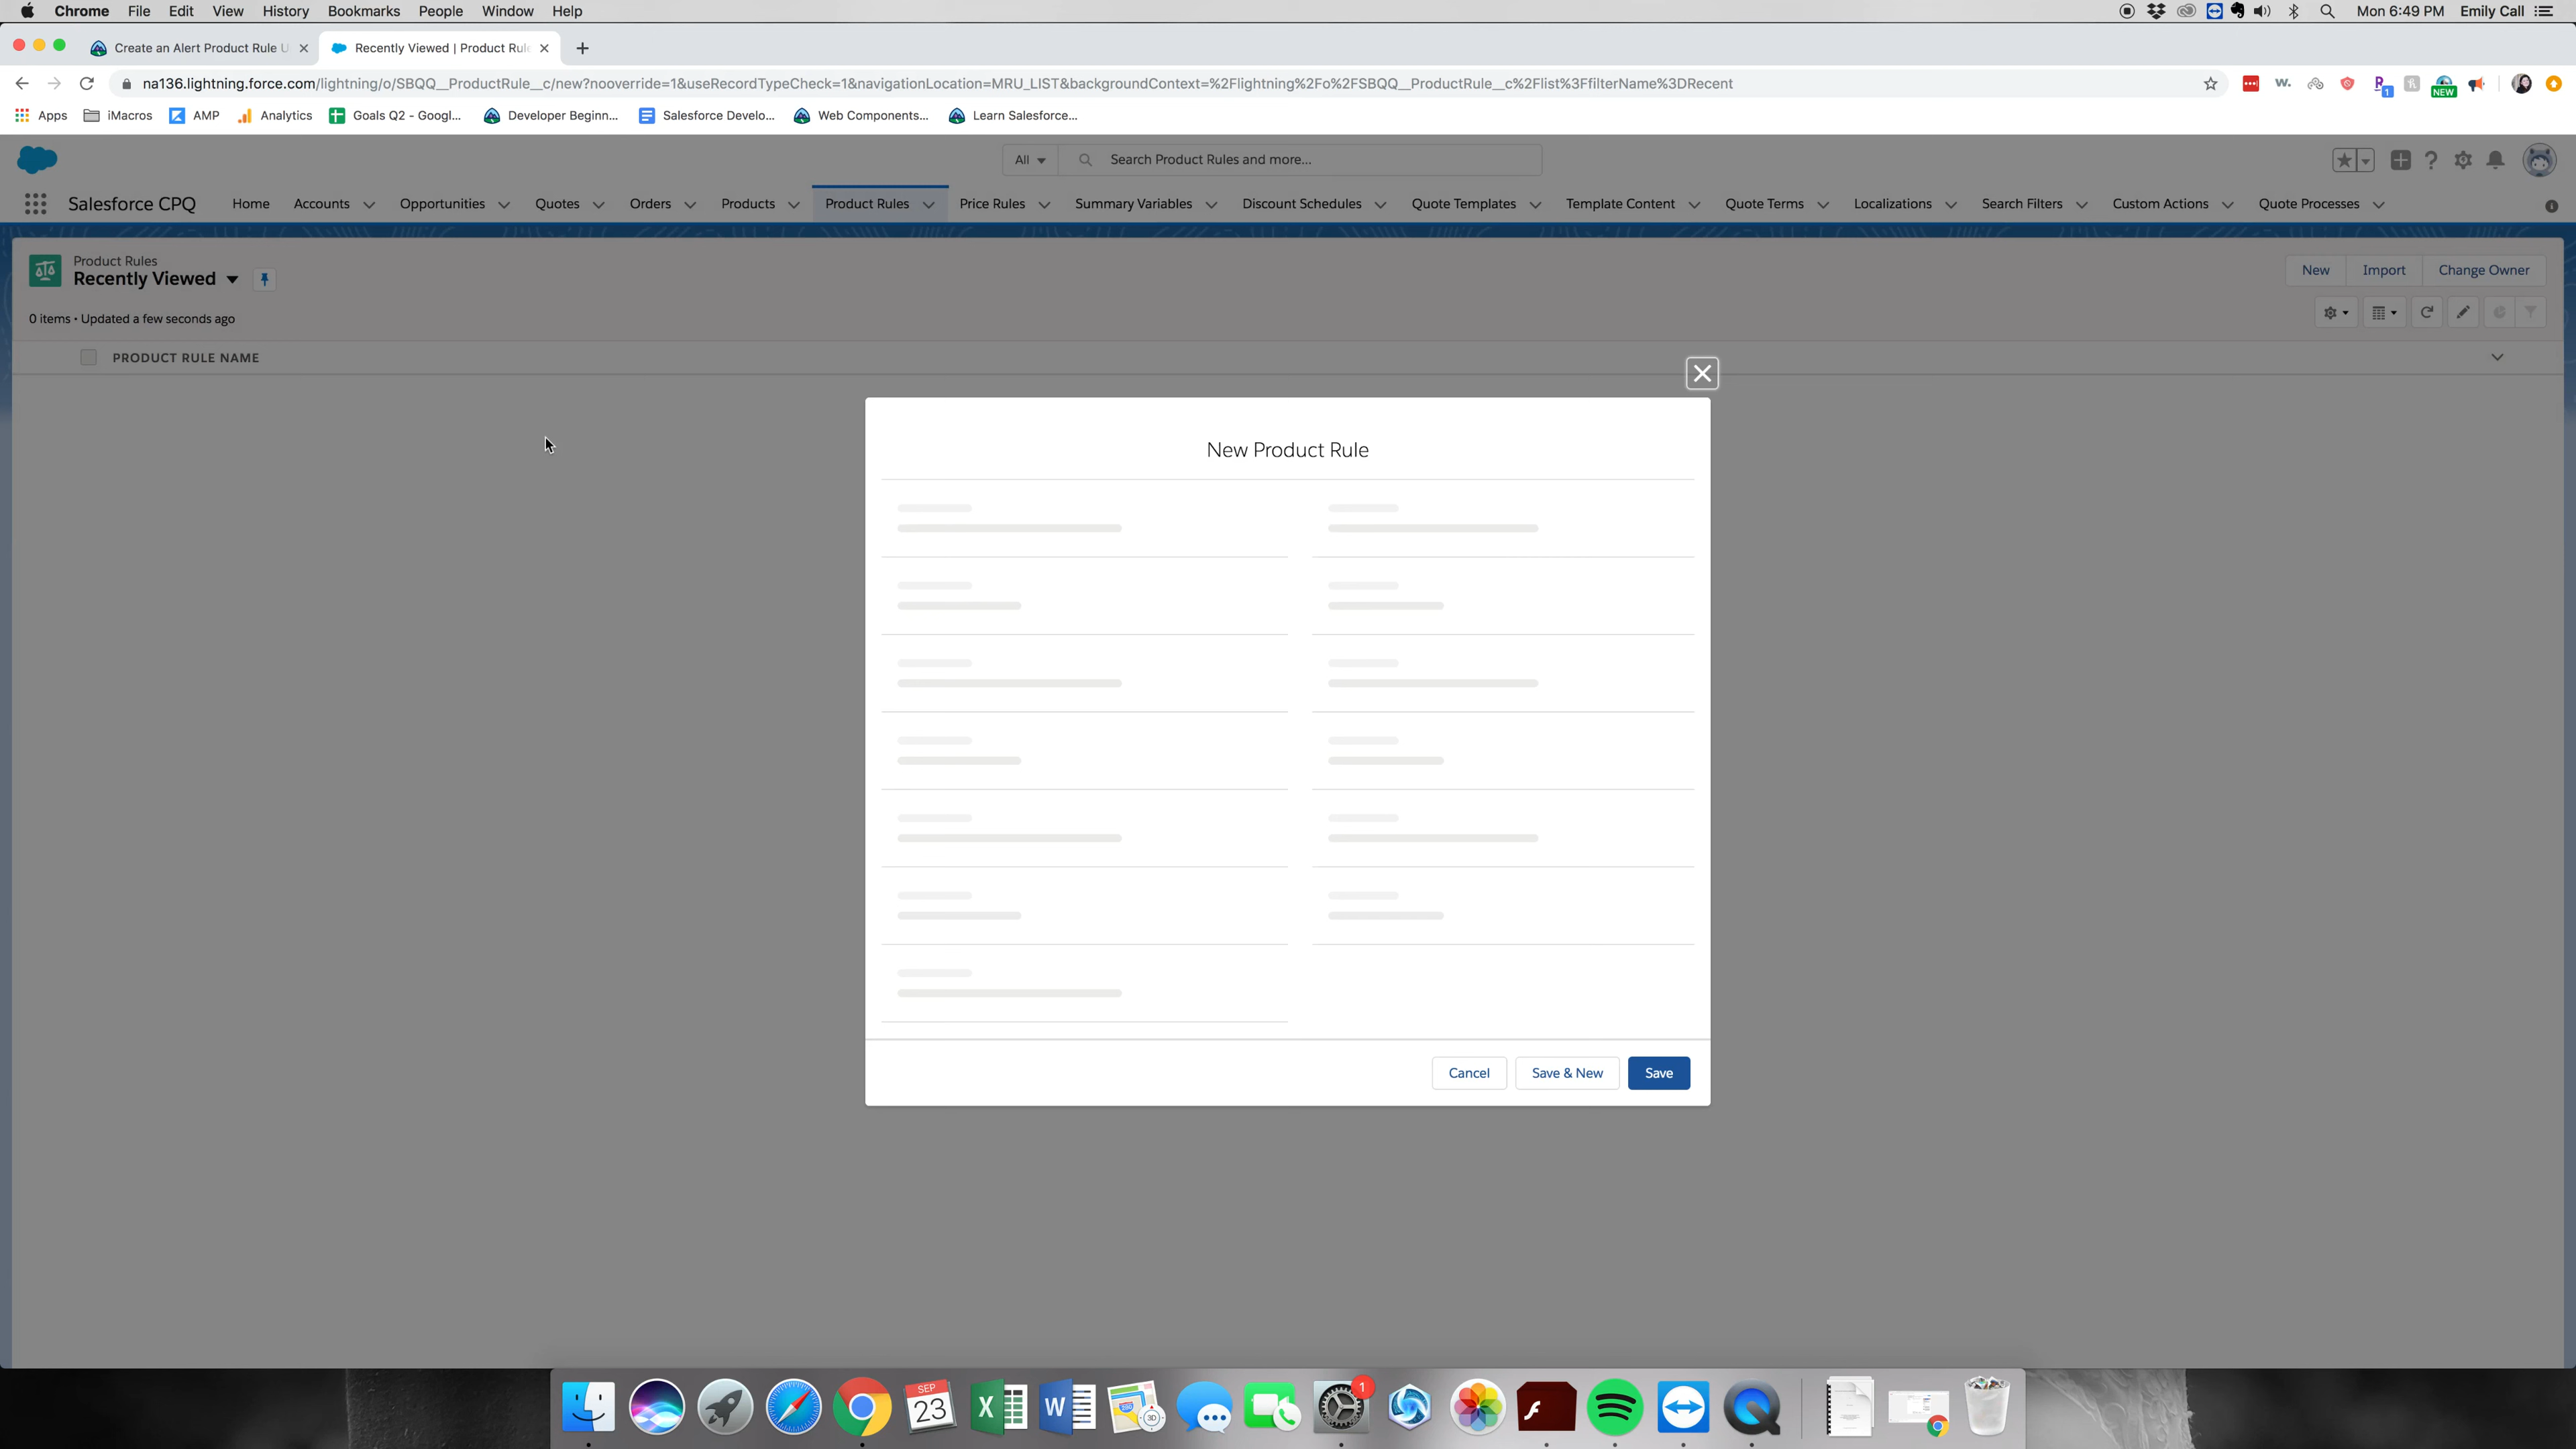 Chrome File Edit View History Bookmarks People Window Help Mon 6:49 PM Emily Call
Create an Alert Product Rule U Recently Viewed | Product Rul
na136.lightning.force.com/lightning/o/SBQQ__ProductRule__c/new?nooverride=1&useRecordTypeCheck=1&navigationLocation=MRU_LIST&backgroundContext=%2Flightning%2Fo%2FSBQQ__ProductRule__c%2Flist%3FfilterName%3DRecent
W. 1 NEW
Apps iMacros AMP Analytics Goals Q2 - Googl... Developer Beginn... Salesforce Develo... Web Components... Learn Salesforce...
All Search Product Rules and more...
Salesforce CPQ Home Accounts Opportunities Quotes Orders Products Product Rules Price Rules Summary Variables Discount Schedules Quote Templates Template Content Quote Terms Localizations Search Filters Custom Actions Quote Processes
Product Rules
Recently Viewed
New Import Change Owner
0 items • Updated a few seconds ago
PRODUCT RULE NAME
New Product Rule
Cancel Save & New Save
SEP
23
1
3D